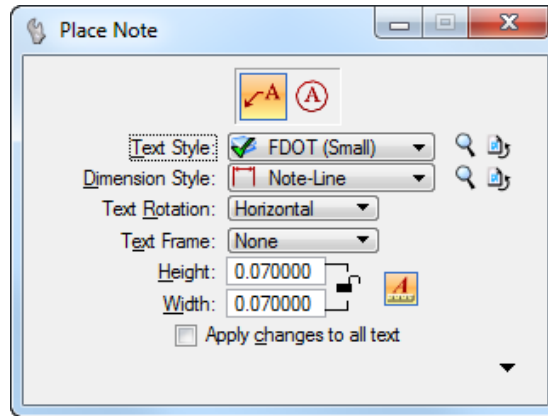 Place Note
A A
Text Style: FDOT (Small)
Dimension Style: Note-Line
Text Rotation: Horizontal
Text Frame: None
Height: 0.070000
Width: 0.070000
A
Apply changes to all text